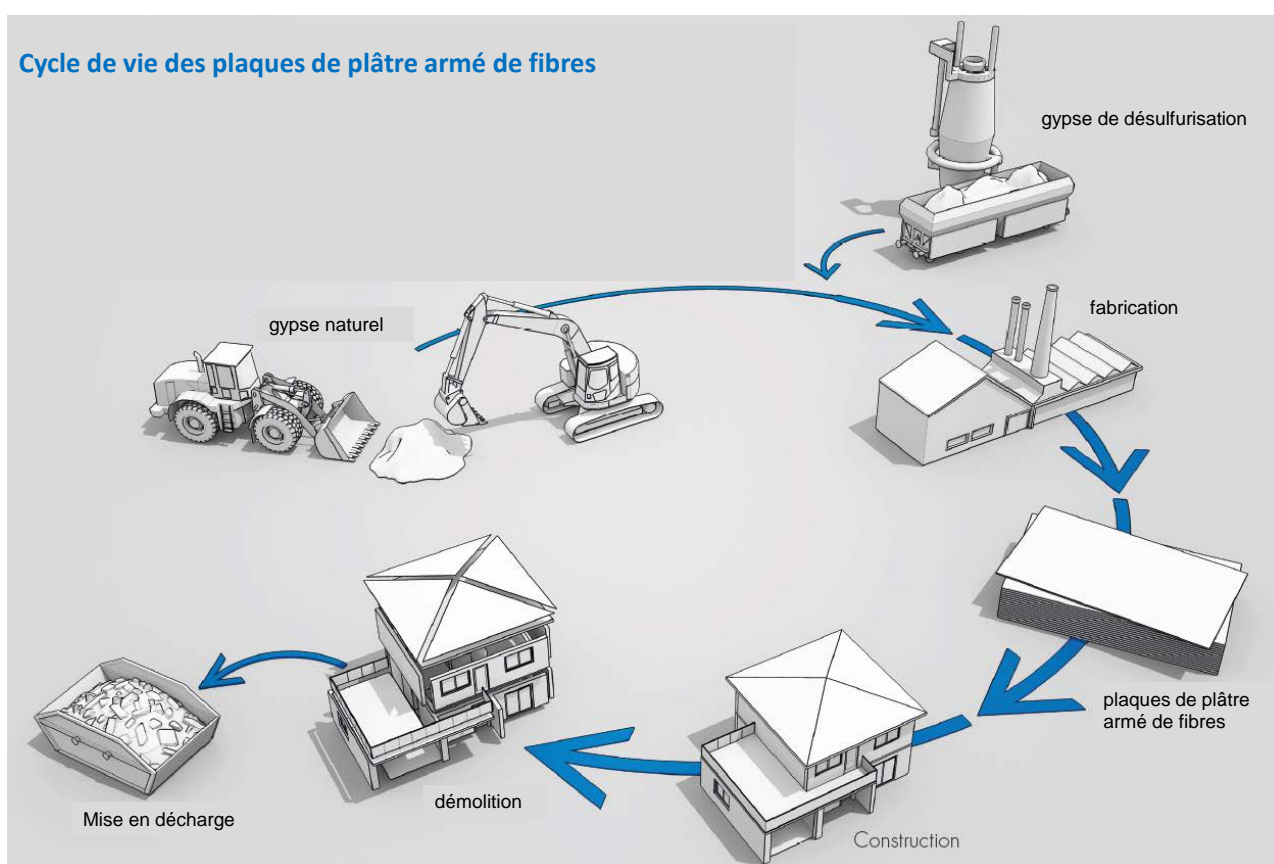 Cycle de vie des plaques de plâtre armé de fibres
gypse de désulfurisation
gypse naturel
fabrication
plaques de plâtre
armé de fibres
démolition
Mise en décharge
Construction